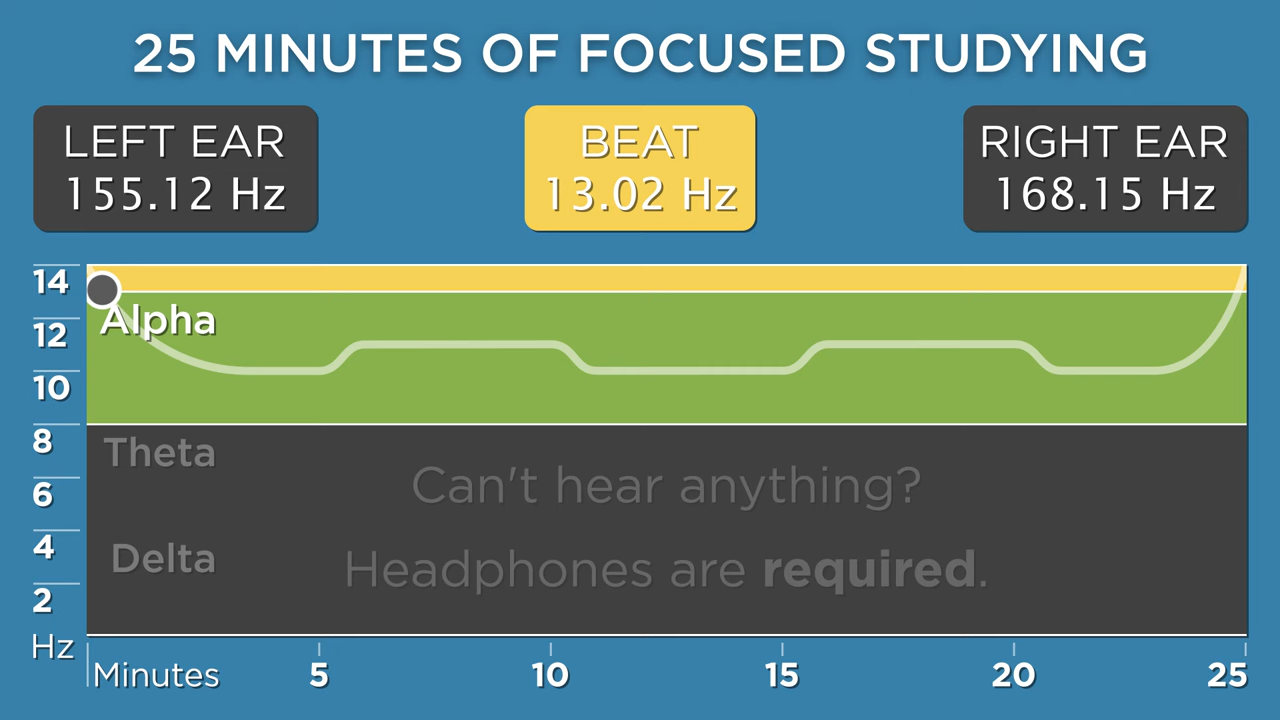 25 MINUTES OF FOCUSED STUDYING
LEFT EAR
155.12 Hz
BEAT
13.02 Hz
RIGHT EAR
168.15 Hz
14
Alpha
12
10
8
Theta
Can't hear anything?
6
4
Delta
Headphones are required.
2
Hz
Minutes 5 10 15 20 25